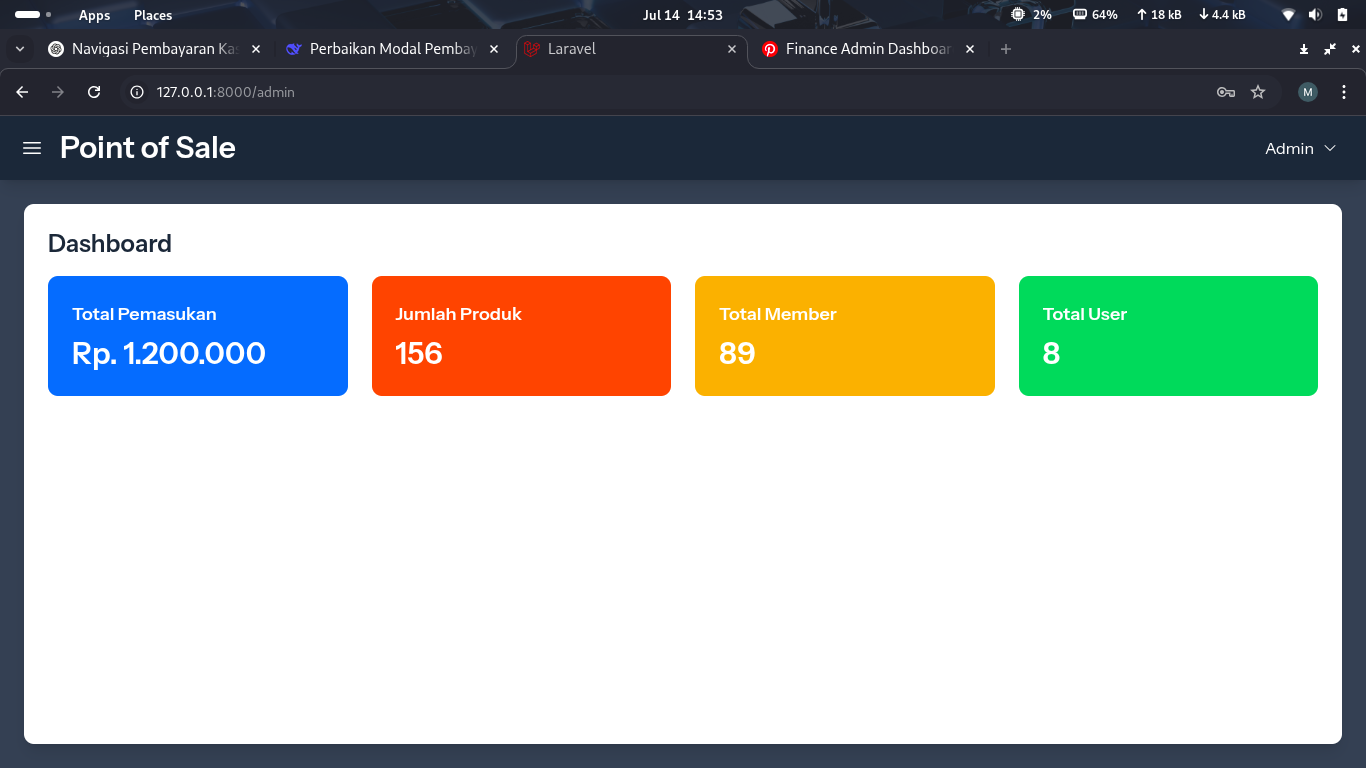 Apps Places Jul 14 14:53 2% 64% 18 kB 4.4 kB
Navigasi Pembayaran Kas Perbaikan Modal Pembay Laravel Finance Admin Dashboar
127.0.0.1:8000/admin M
Point of Sale Admin
Dashboard
Total Pemasukan
Rp. 1.200.000
Jumlah Produk
156
Total Member
89
Total User
8